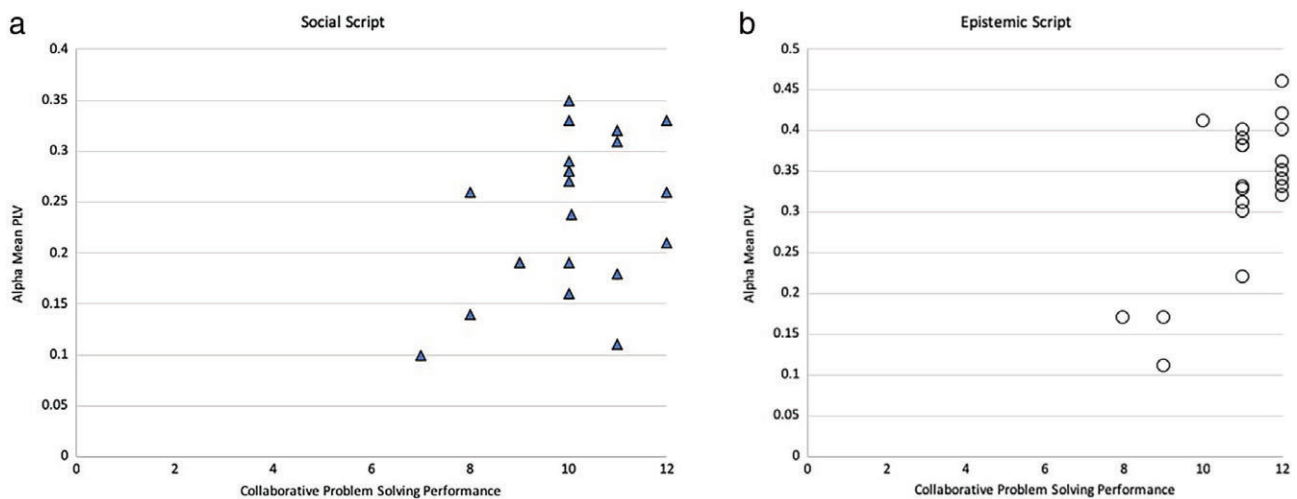 a
Social Script
0.4
0.35
0.3
0.25
0.2
0.15
0.1
0.05
0
0 2 4 6 8 10 12
Alpha Mean PLV
Collaborative Problem Solving Performance
b
Epistemic Script
0.5
0.45
0.4
0.35
0.3
0.25
0.2
0.15
0.1
0.05
0
0 2 4 6 8 10 12
Alpha Mean PLV
Collaborative Problem Solving Performance